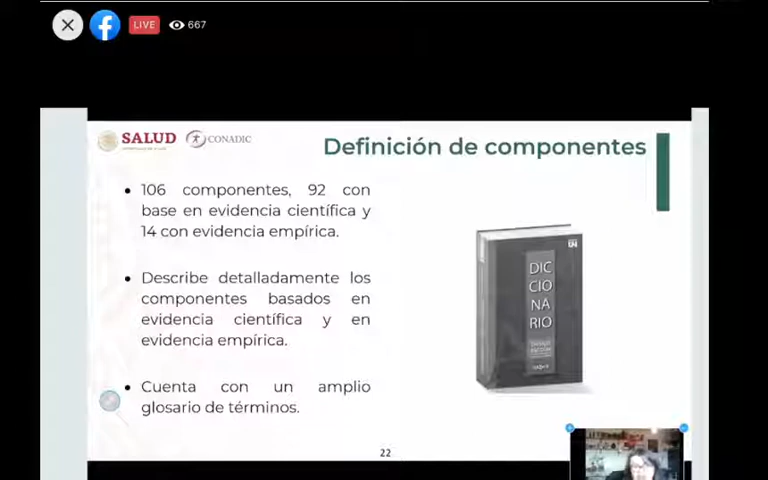 LIVE
667
SALUD
CONADIC
Definición de componentes
• 106 componentes, 92 con
base en evidencia científica y
14 con evidencia empírica.
• Describe detalladamente los
componentes basados en
evidencia científica y en
evidencia empírica.
• Cuenta con un amplio
glosario de términos.
DIC
CIO
NA
RIO
22